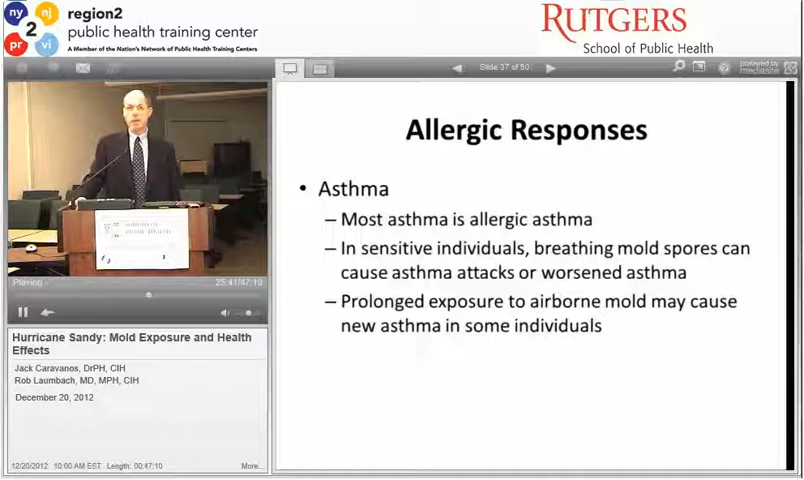 ny
nj
2
pr
vi
region2
public health training center
A Member of the Nation's Network of Public Health Training Centers
RUTGERS
School of Public Health
Slide 37 of 50
powered by
mediasite
Playing
25:41/47:10
Hurricane Sandy: Mold Exposure and Health
Effects
Jack Caravanos, DrPH, CIH
Rob Laumbach, MD, MPH, CIH
December 20, 2012
12/20/2012 10:00 AM EST Length: 00:47:10
More...
Allergic Responses
• Asthma
– Most asthma is allergic asthma
– In sensitive individuals, breathing mold spores can
cause asthma attacks or worsened asthma
– Prolonged exposure to airborne mold may cause
new asthma in some individuals